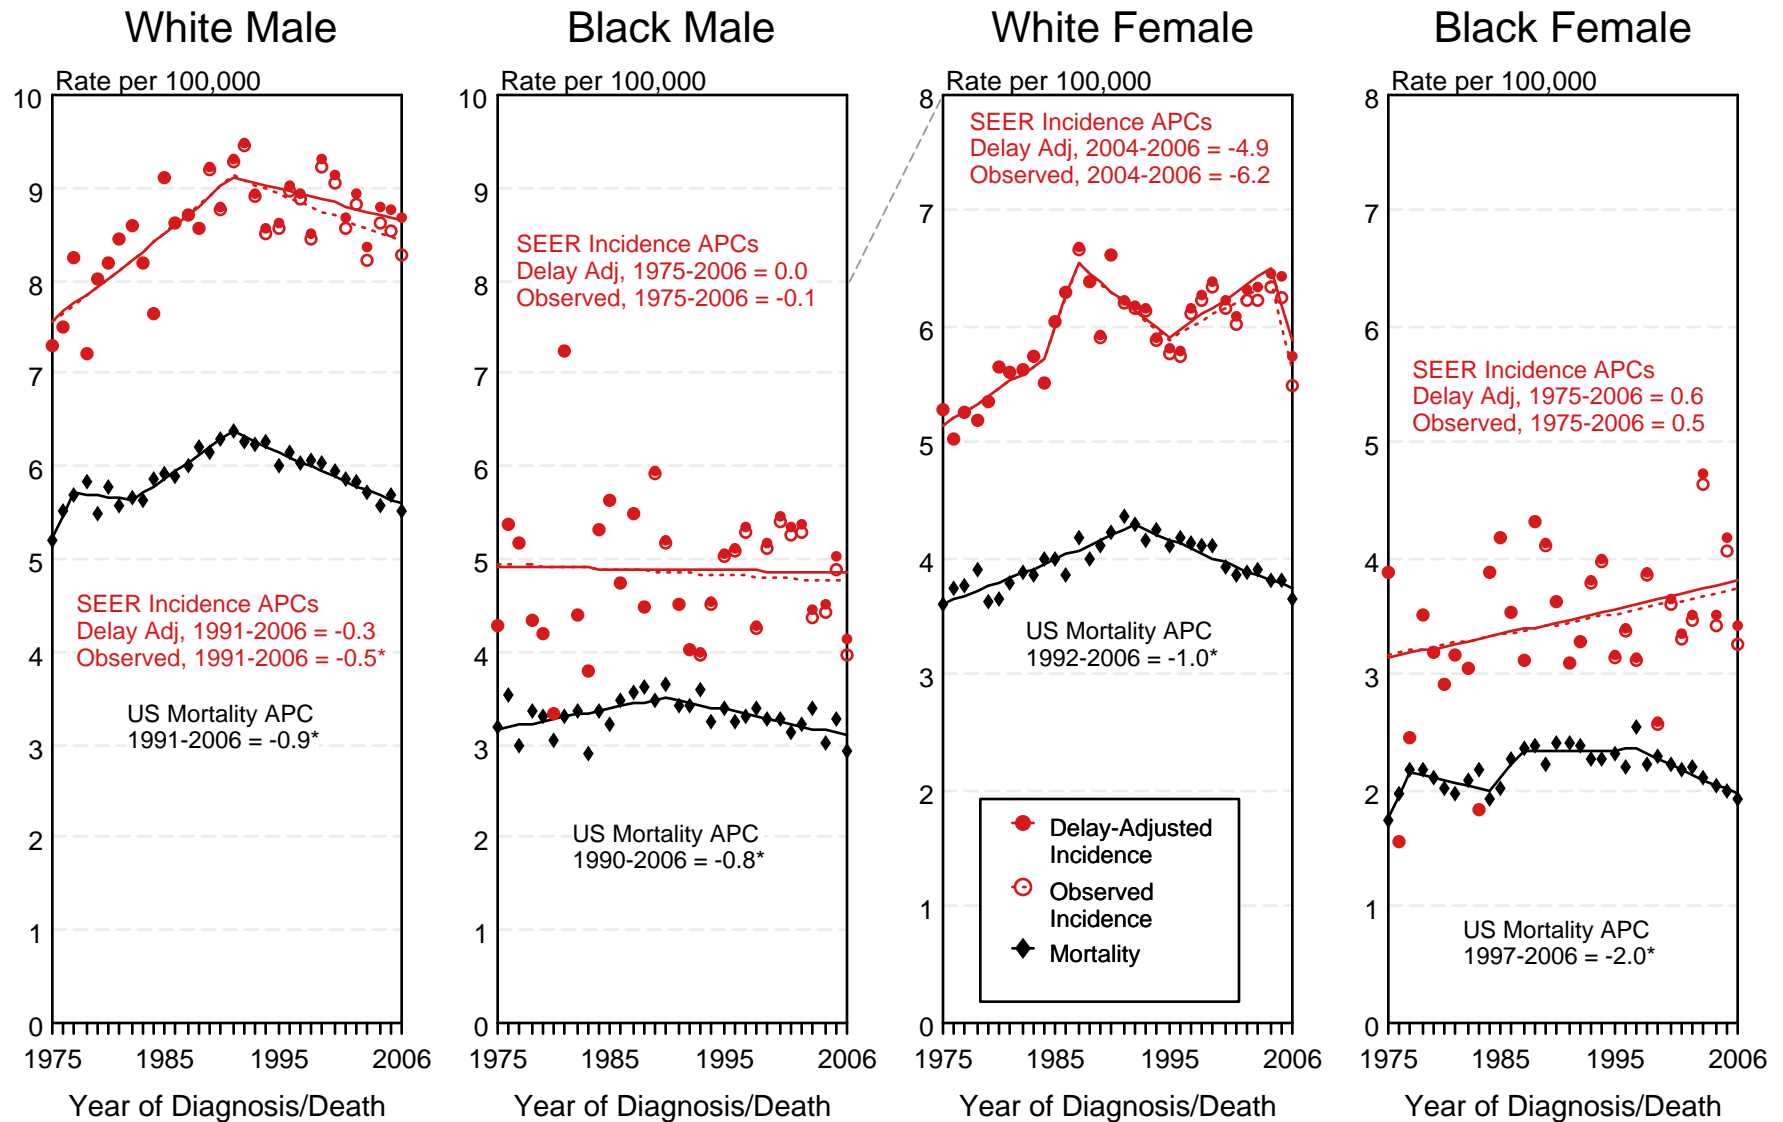 White Male
Rate per 100,000
10
9
8
7
6
5
4
3
2
1
0
SEER Incidence APCs
Delay Adj, 1991-2006 = -0.3
Observed, 1991-2006 = -0.5*
US Mortality APC
1991-2006 = -0.9*
1975 1985 1995 2006
Year of Diagnosis/Death
Black Male
Rate per 100,000
10
9
8
7
6
5
4
3
2
1
0
SEER Incidence APCs
Delay Adj, 1975-2006 = 0.0
Observed, 1975-2006 = -0.1
US Mortality APC
1990-2006 = -0.8*
1975 1985 1995 2006
Year of Diagnosis/Death
White Female
Rate per 100,000
8
7
6
5
4
3
2
1
0
SEER Incidence APCs
Delay Adj, 2004-2006 = -4.9
Observed, 2004-2006 = -6.2
US Mortality APC
1992-2006 = -1.0*
Delay-Adjusted
Incidence
Observed
Incidence
Mortality
1975 1985 1995 2006
Year of Diagnosis/Death
Black Female
Rate per 100,000
8
7
6
5
4
3
2
1
0
SEER Incidence APCs
Delay Adj, 1975-2006 = 0.6
Observed, 1975-2006 = 0.5
US Mortality APC
1997-2006 = -2.0*
1975 1985 1995 2006
Year of Diagnosis/Death